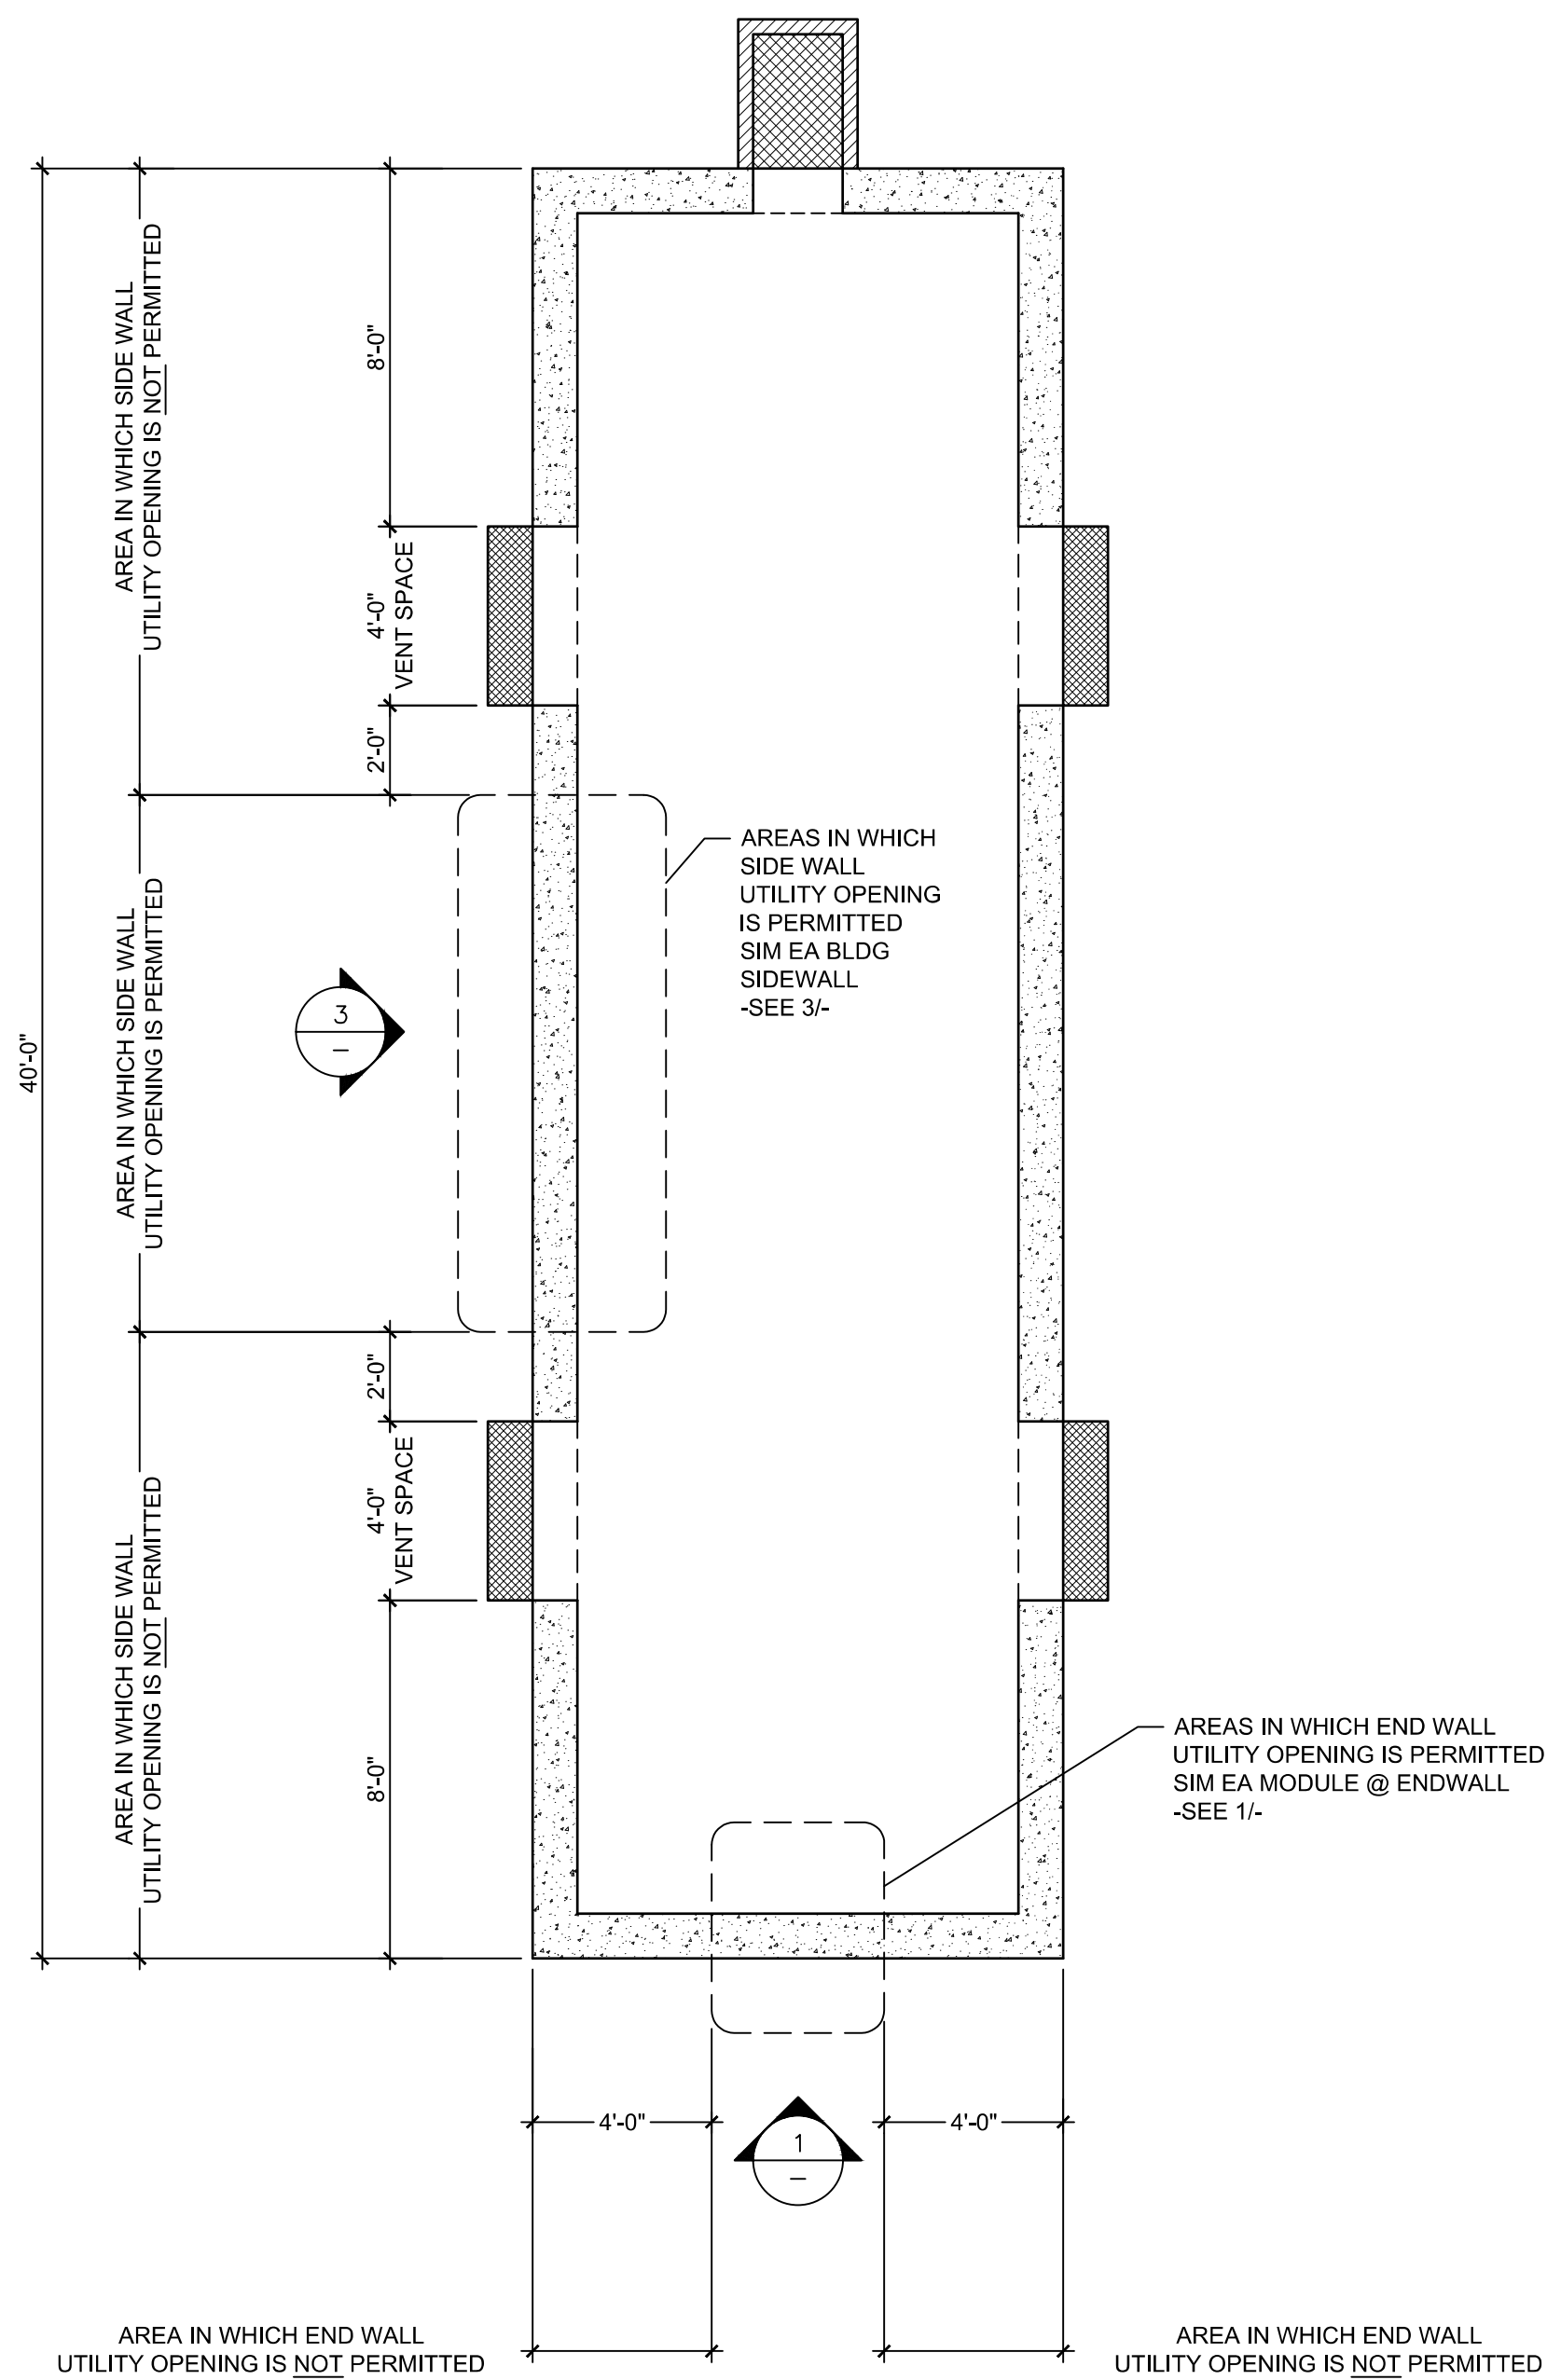 40'-0"
AREA IN WHICH SIDE WALL
UTILITY OPENING IS NOT PERMITTED
8'-0"
4'-0"
VENT SPACE
2'-0"
AREA IN WHICH SIDE WALL
UTILITY OPENING IS PERMITTED
3
–
AREAS IN WHICH
SIDE WALL
UTILITY OPENING
IS PERMITTED
SIM EA BLDG
SIDEWALL
-SEE 3/-
2'-0"
4'-0"
VENT SPACE
AREA IN WHICH SIDE WALL
UTILITY OPENING IS NOT PERMITTED
8'-0"
AREAS IN WHICH END WALL
UTILITY OPENING IS PERMITTED
SIM EA MODULE @ ENDWALL
-SEE 1/-
4'-0"
1
–
4'-0"
AREA IN WHICH END WALL
UTILITY OPENING IS NOT PERMITTED
AREA IN WHICH END WALL
UTILITY OPENING IS NOT PERMITTED